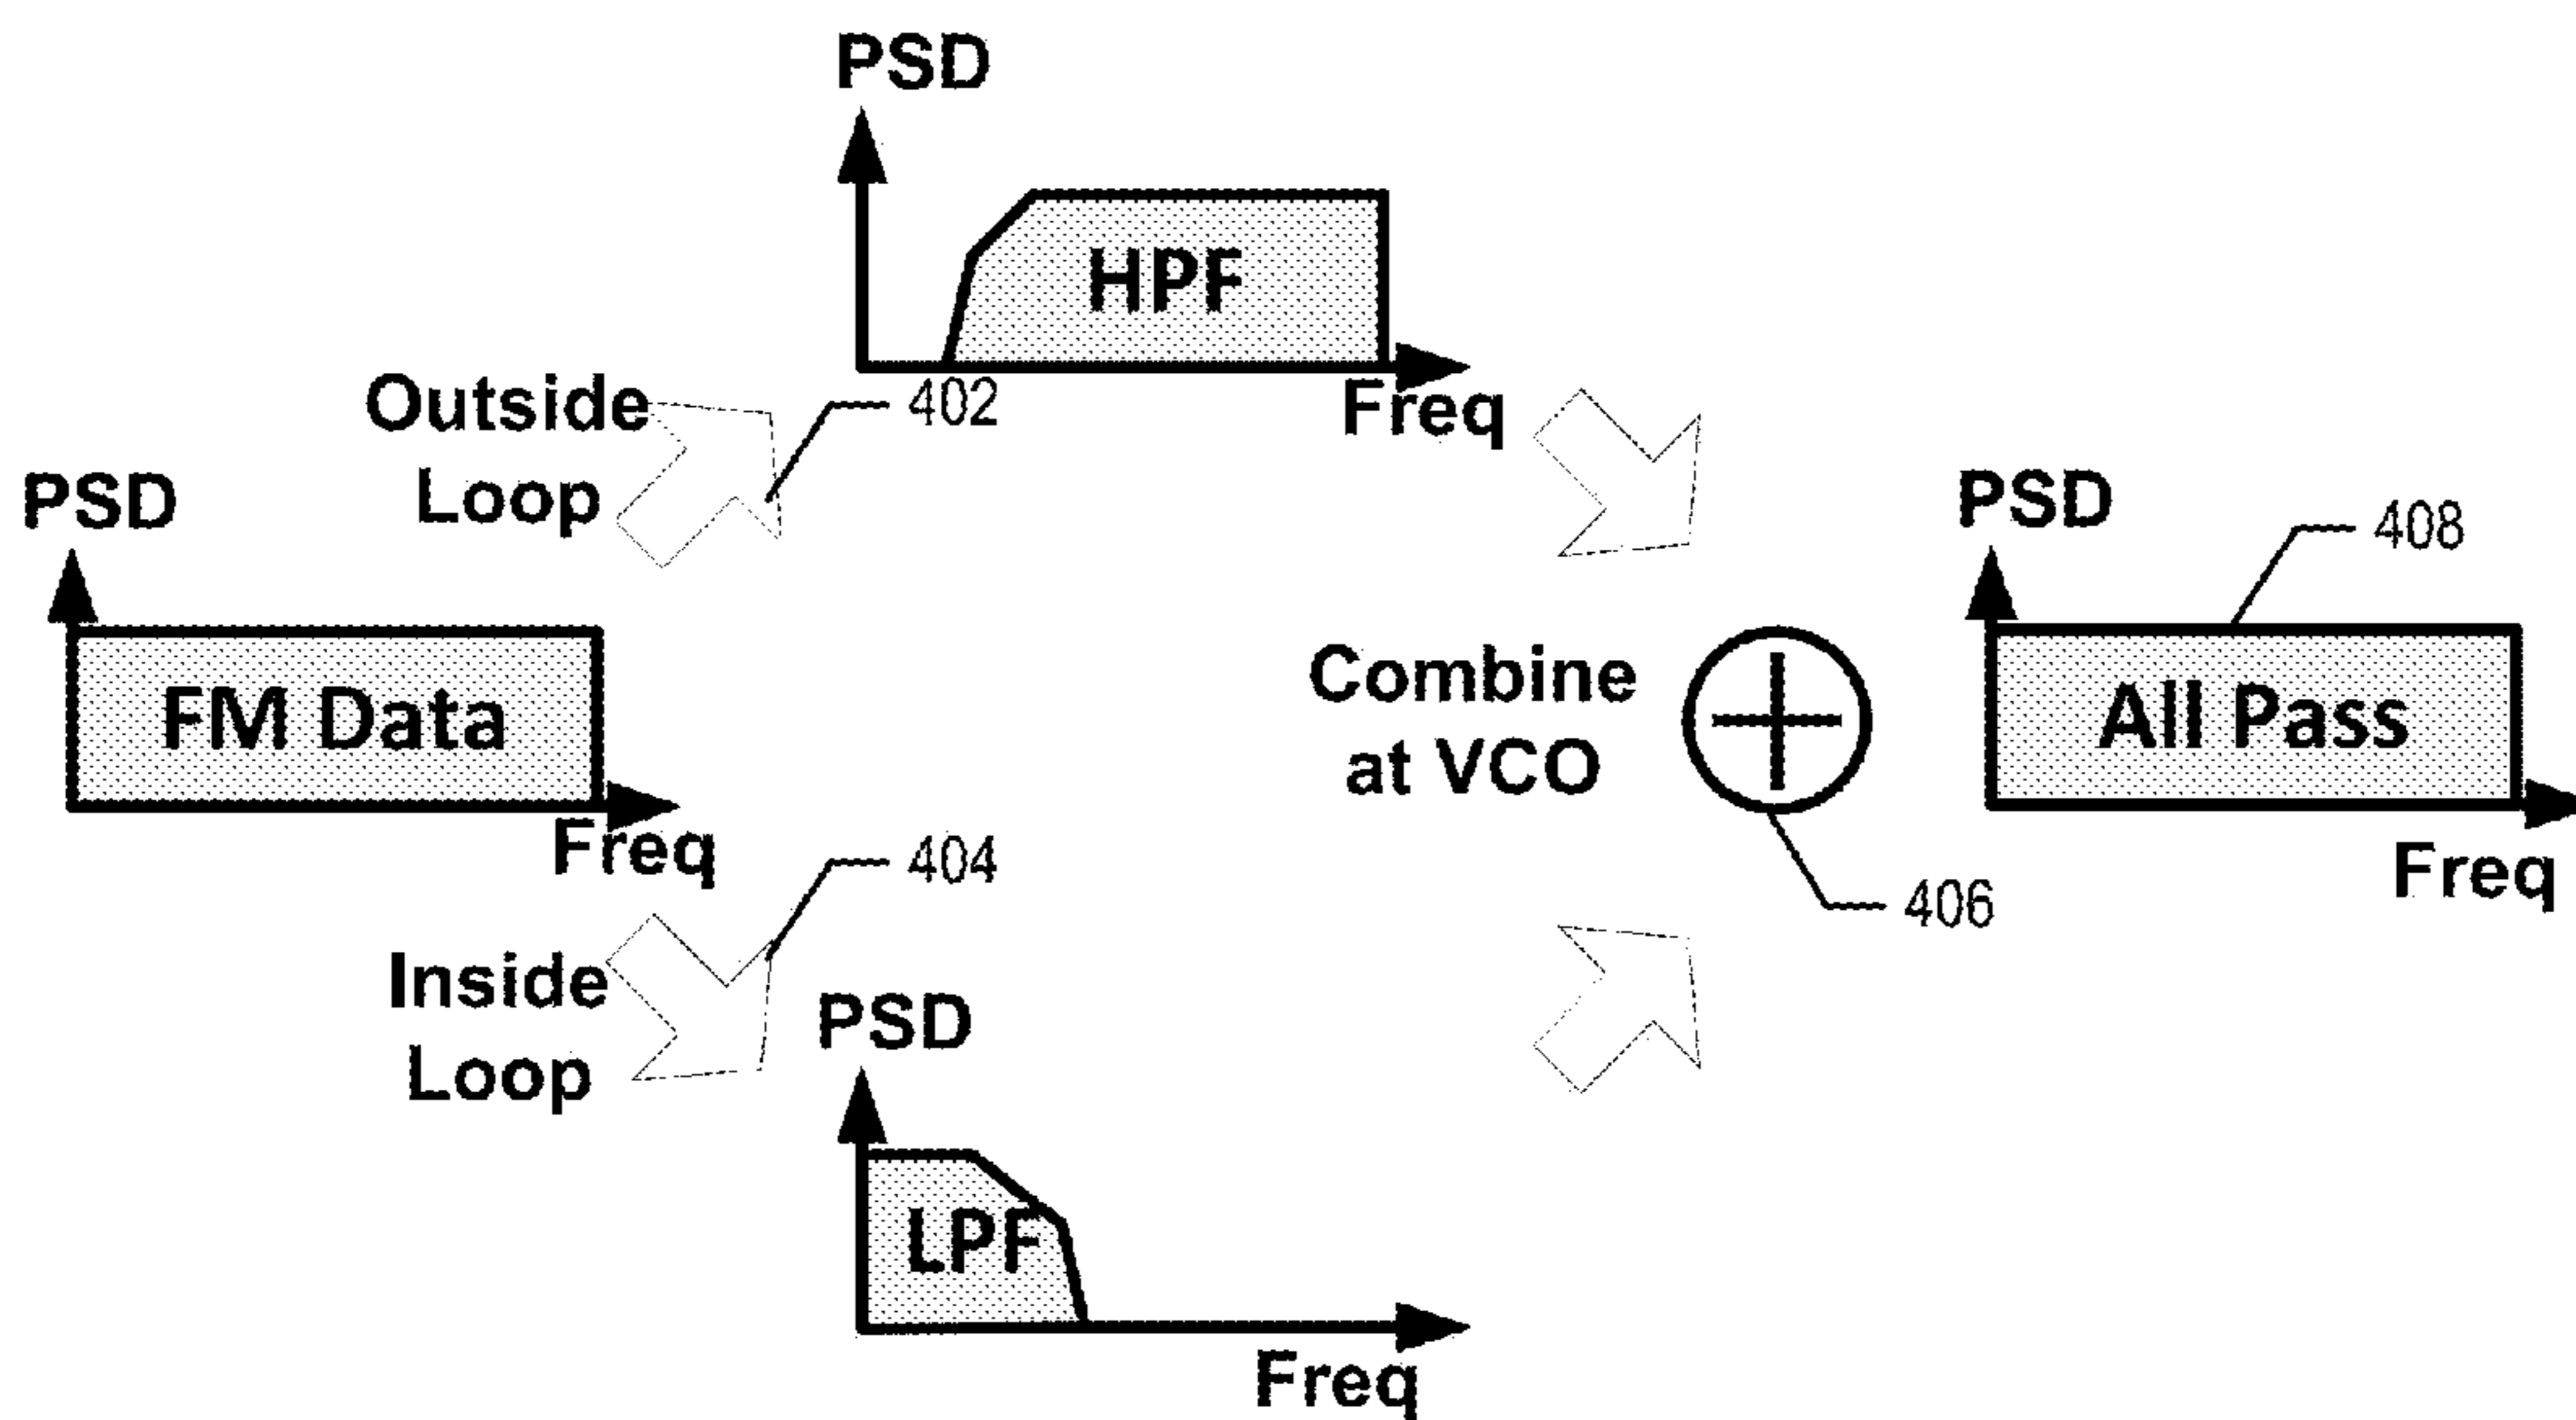 PSD
HPF
Freq
Outside
Loop
402
PSD
FM Data
Freq
Inside
Loop
404
PSD
LPF
Freq
Combine
at VCO
406
PSD
408
All Pass
Freq